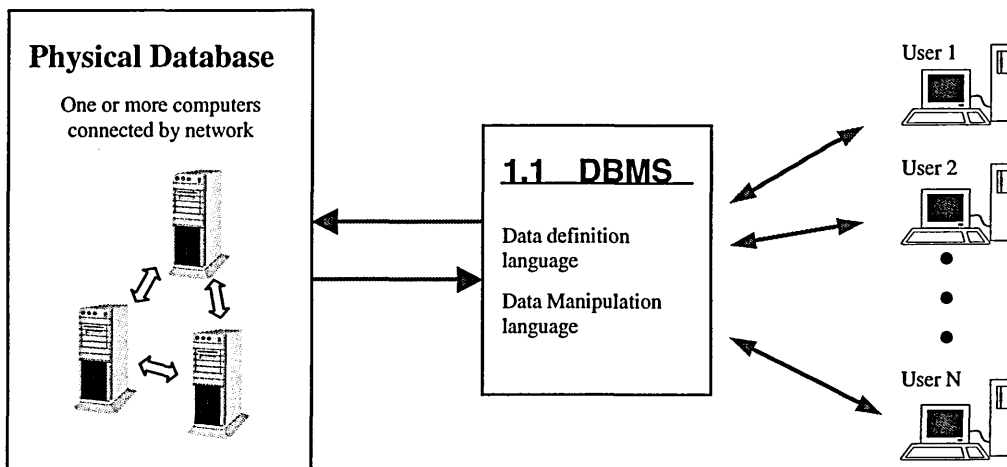 Physical Database
One or more computers
connected by network
1.1 DBMS
Data definition
language
Data Manipulation
language
User 1
User 2
User N